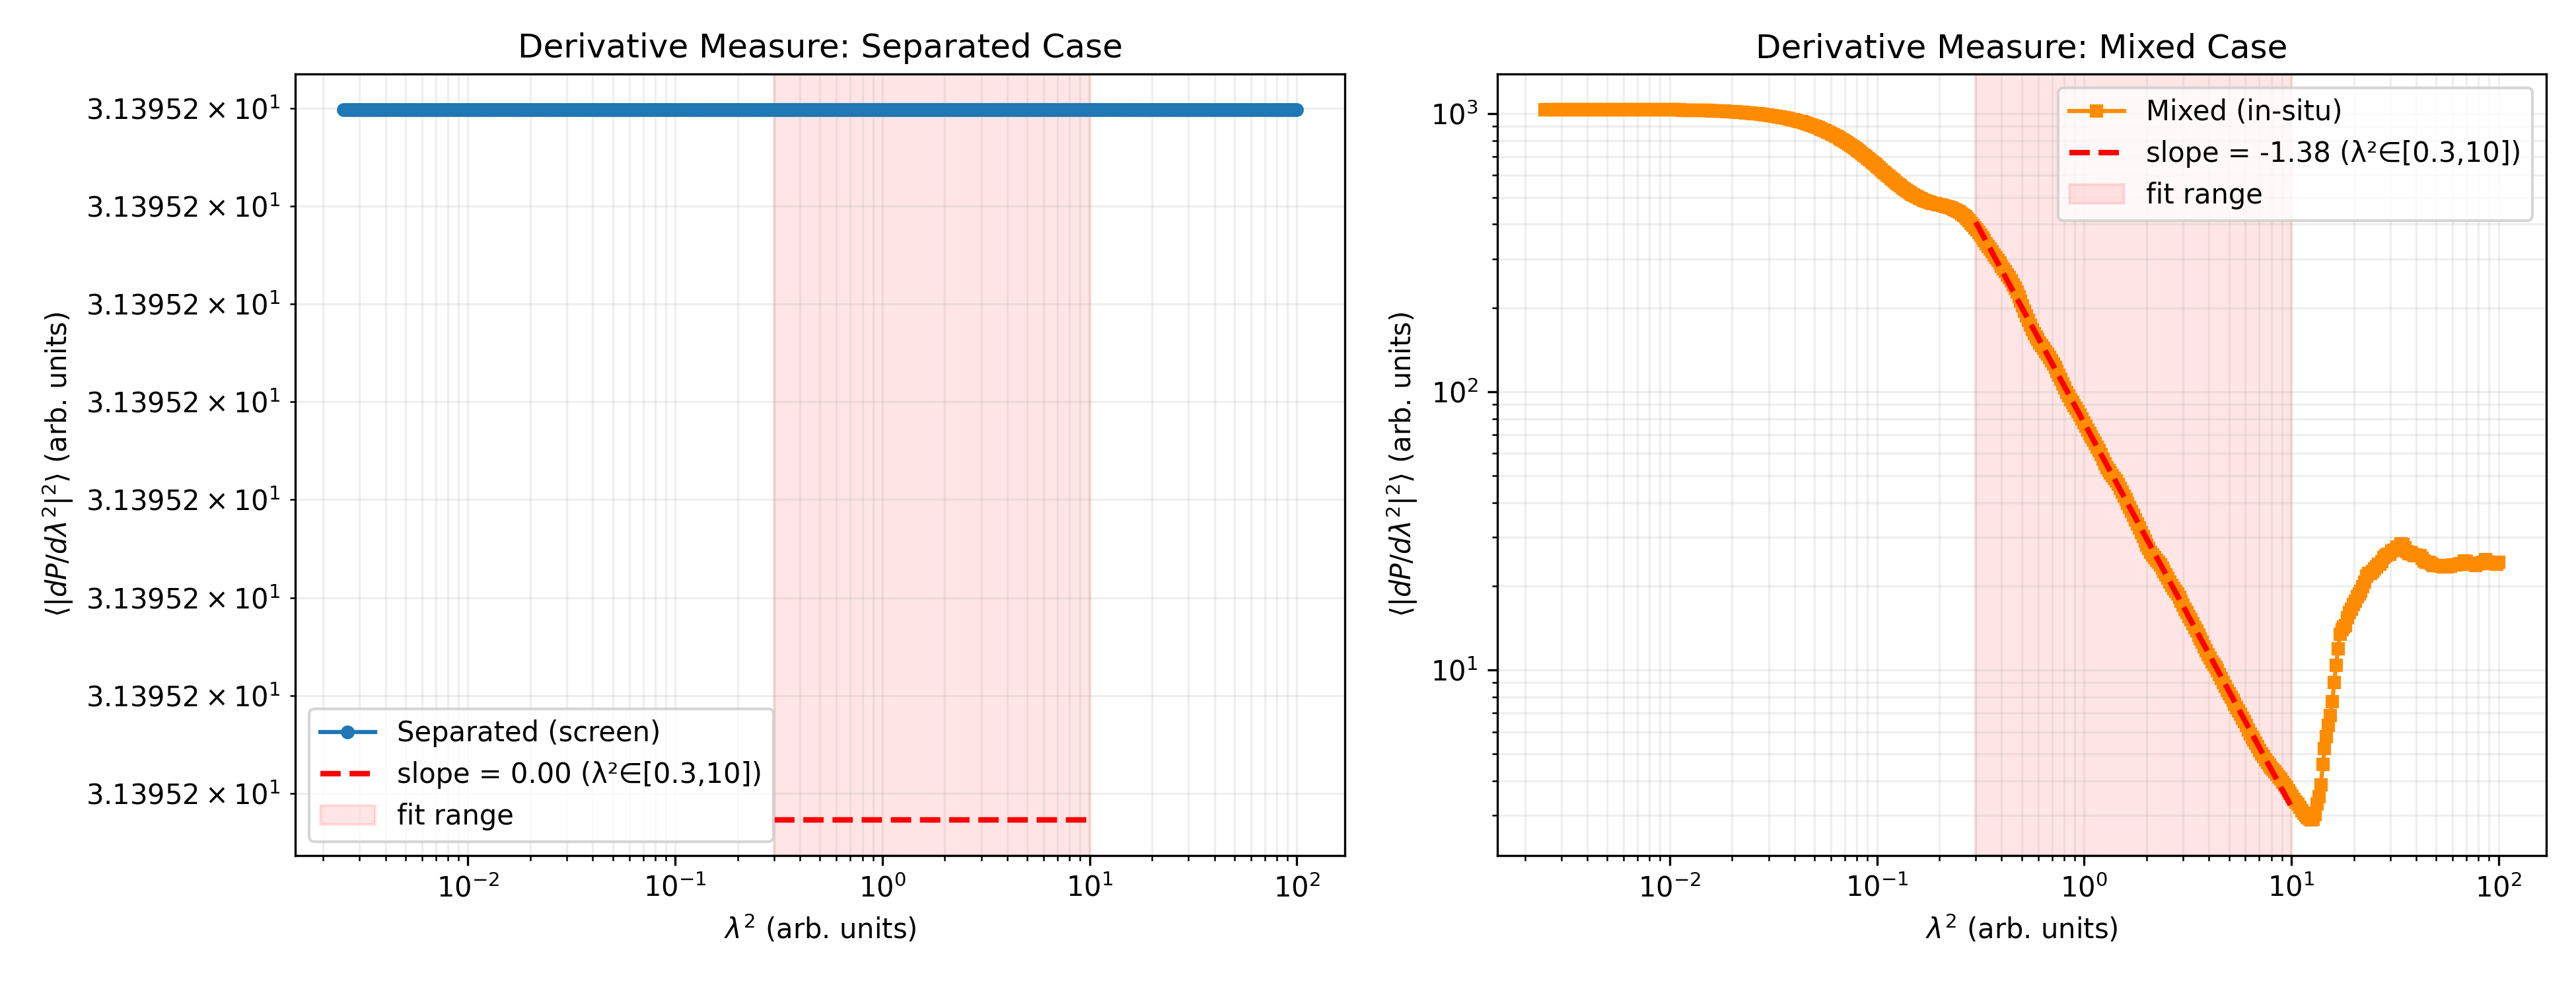 Derivative Measure: Separated Case
⟨|dP/dλ²|²⟩ (arb. units)
3.13952 × 10¹
3.13952 × 10¹
3.13952 × 10¹
3.13952 × 10¹
3.13952 × 10¹
3.13952 × 10¹
3.13952 × 10¹
3.13952 × 10¹
Separated (screen)
slope = 0.00 (λ²∈[0.3,10])
fit range
10⁻² 10⁻¹ 10⁰ 10¹ 10²
λ² (arb. units)
Derivative Measure: Mixed Case
⟨|dP/dλ²|²⟩ (arb. units)
10³
10²
10¹
Mixed (in-situ)
slope = -1.38 (λ²∈[0.3,10])
fit range
10⁻² 10⁻¹ 10⁰ 10¹ 10²
λ² (arb. units)